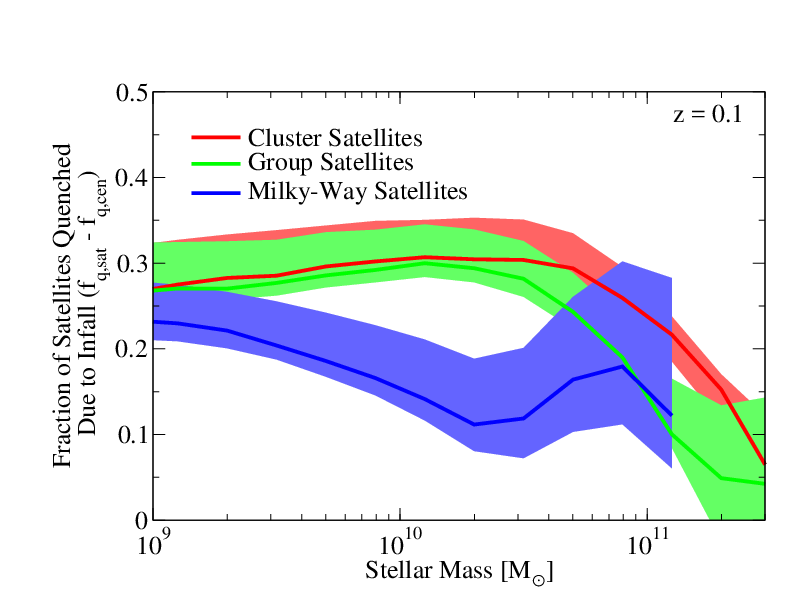 0.5
z = 0.1
Cluster Satellites
Group Satellites
Milky-Way Satellites
0.4
0.3
0.2
0.1
0
Fraction of Satellites Quenched
Due to Infall (f_q,sat - f_q,cen)
10^9
10^10
10^11
Stellar Mass [M_⊙]